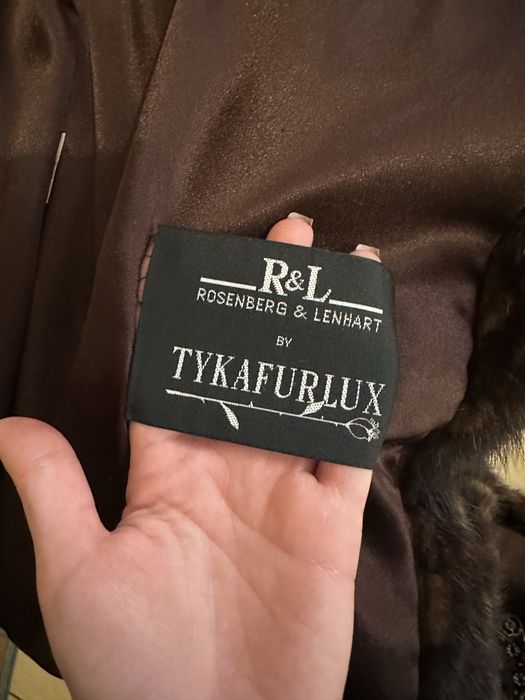 R&L
ROSENBERG & LENHART
BY
TYKAFURLUX